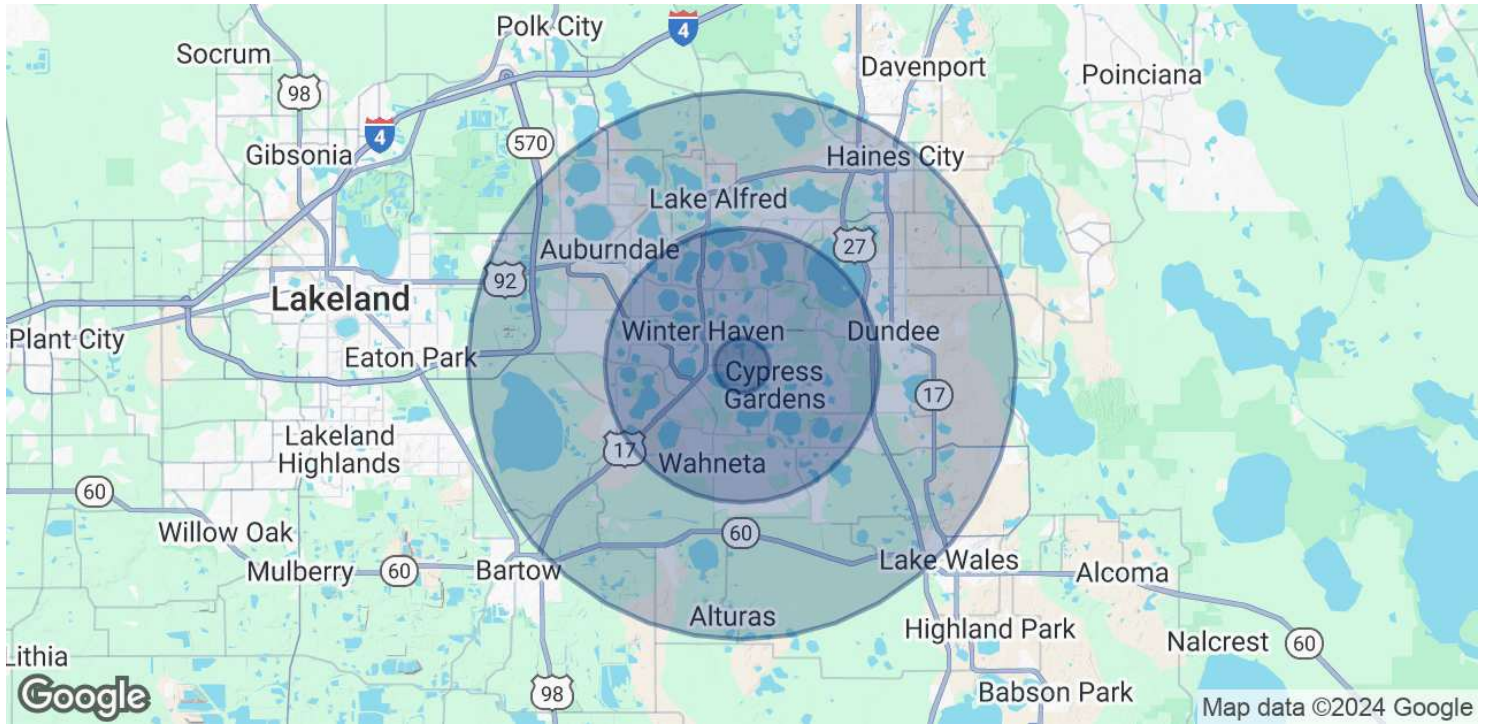 Polk City
4
Socrum
98
Davenport
Poinciana
4
Gibsonia
570
Haines City
Lake Alfred
Auburndale
27
92
Lakeland
Plant City
Winter Haven
Dundee
Eaton Park
Cypress
Gardens
17
Lakeland
Highlands
17
Wahneta
60
Willow Oak
60
Mulberry
60
Bartow
Lake Wales
Alcoma
Alturas
Highland Park
Nalcrest
60
Lithia
98
Babson Park
Google
Map data ©2024 Google